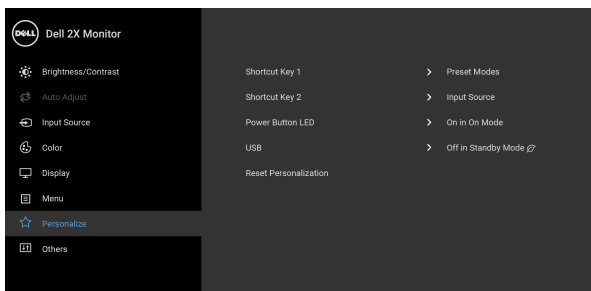 DELL Dell 2X Monitor
Brightness/Contrast Shortcut Key 1 Preset Modes
Auto Adjust Shortcut Key 2 Input Source
Input Source Power Button LED On in On Mode
Color USB Off in Standby Mode
Display Reset Personalization
Menu
Personalize
Others